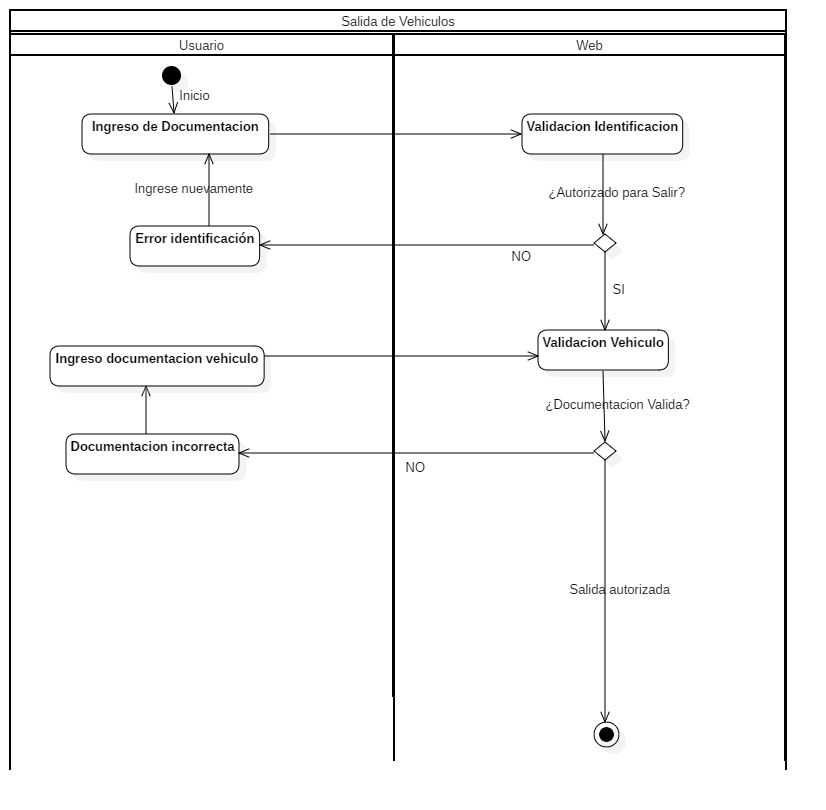 Salida de Vehiculos
Usuario
Web
Inicio
Ingreso de Documentacion
Validacion Identificacion
Ingrese nuevamente
¿Autorizado para Salir?
Error identificación
NO
SI
Validacion Vehiculo
Ingreso documentacion vehiculo
¿Documentacion Valida?
Documentacion incorrecta
NO
Salida autorizada